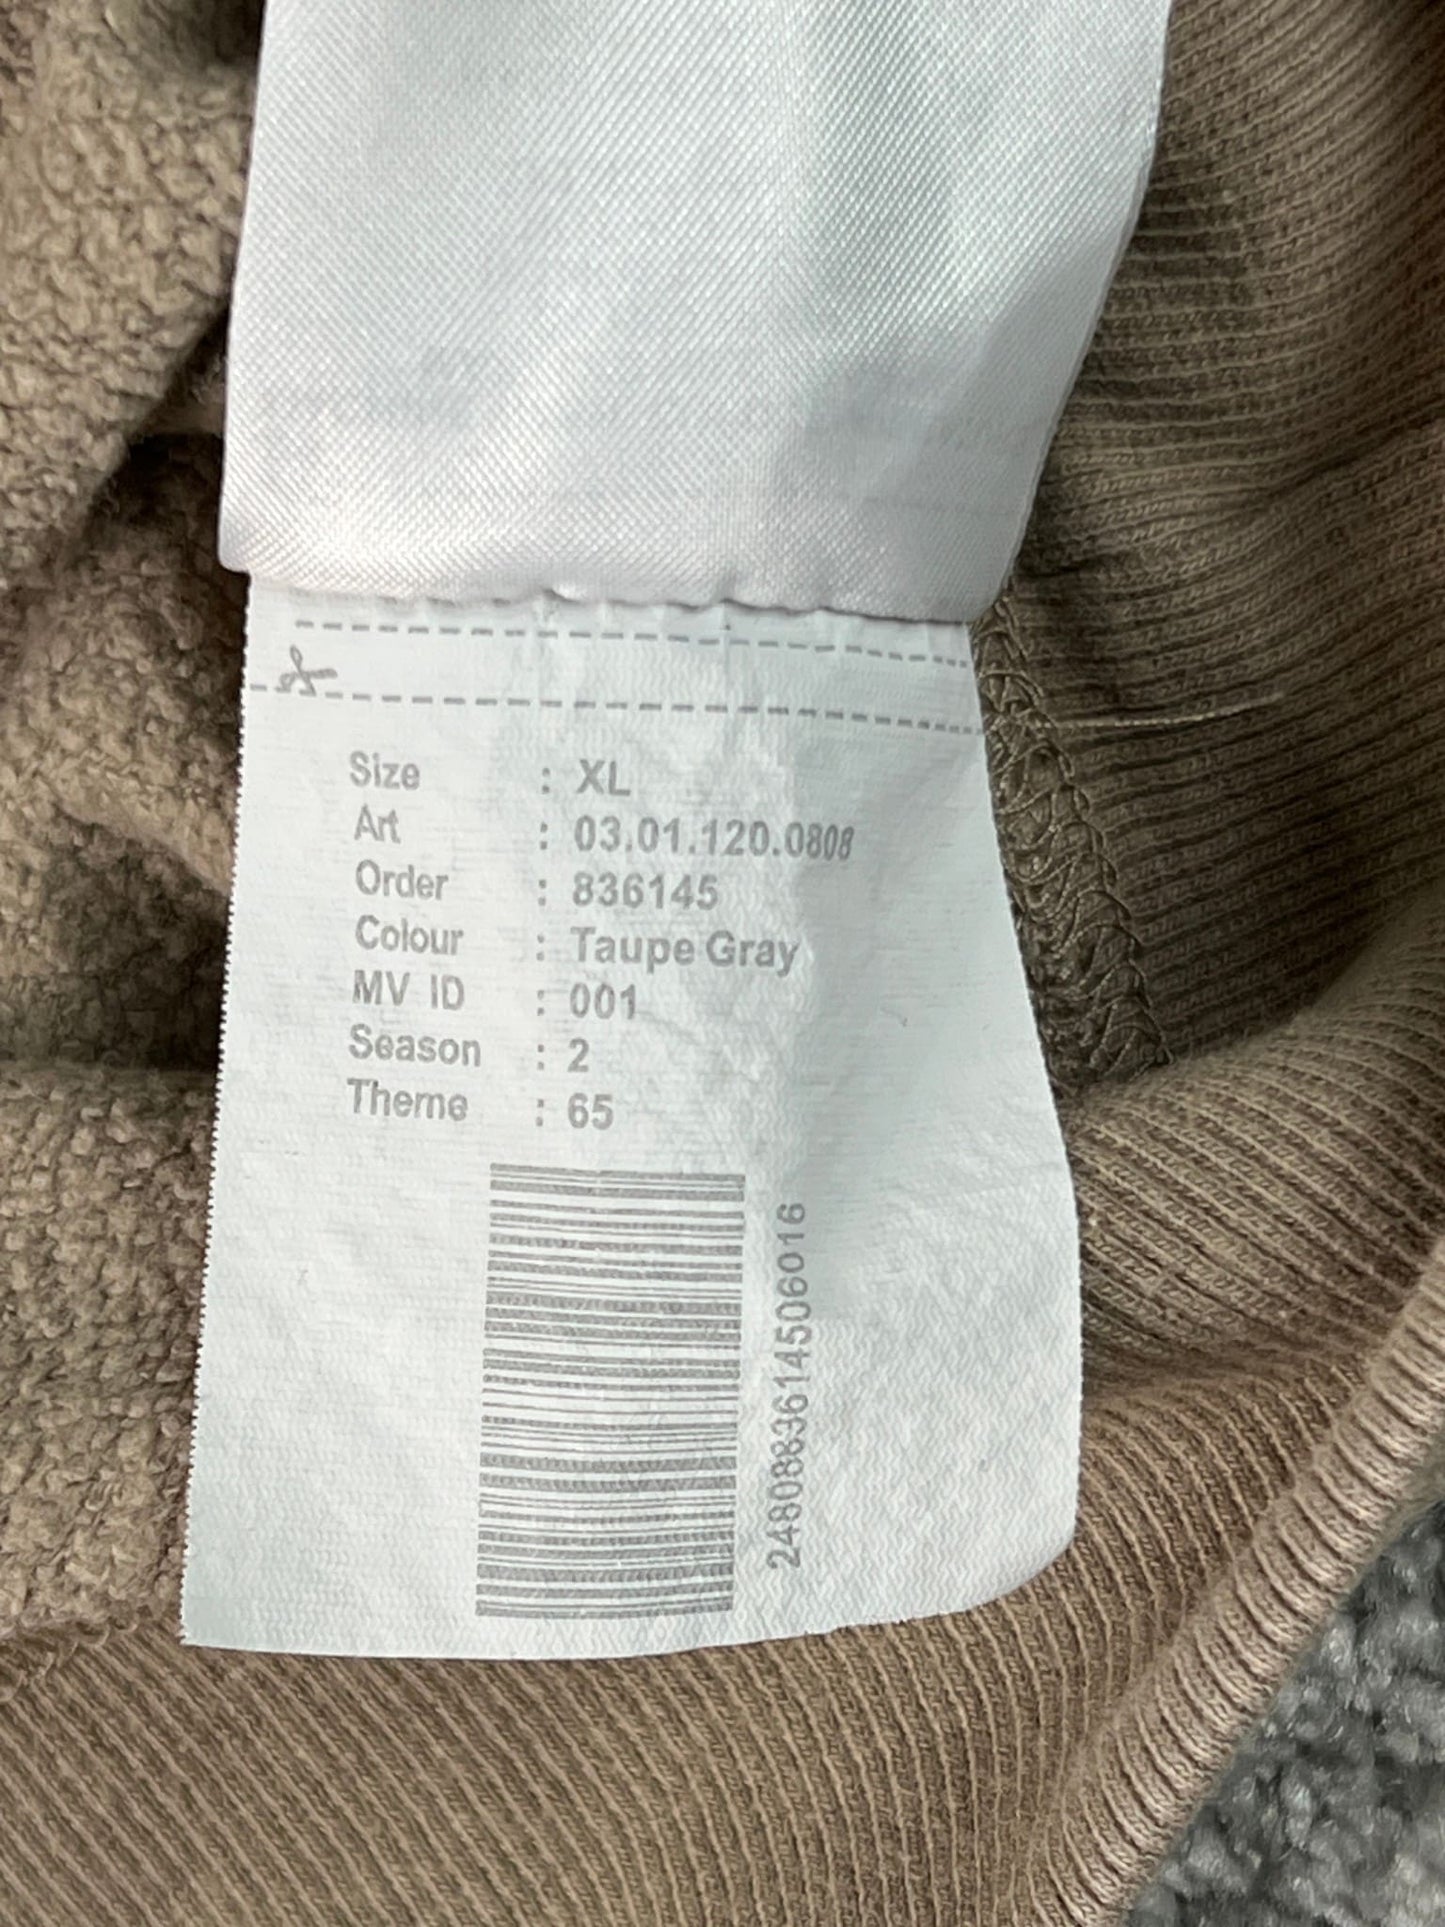 Size : XL
Art : 03.01.120.0808
Order : 836145
Colour : Taupe Gray
MV ID : 001
Season : 2
Theme : 65
2480883614506016